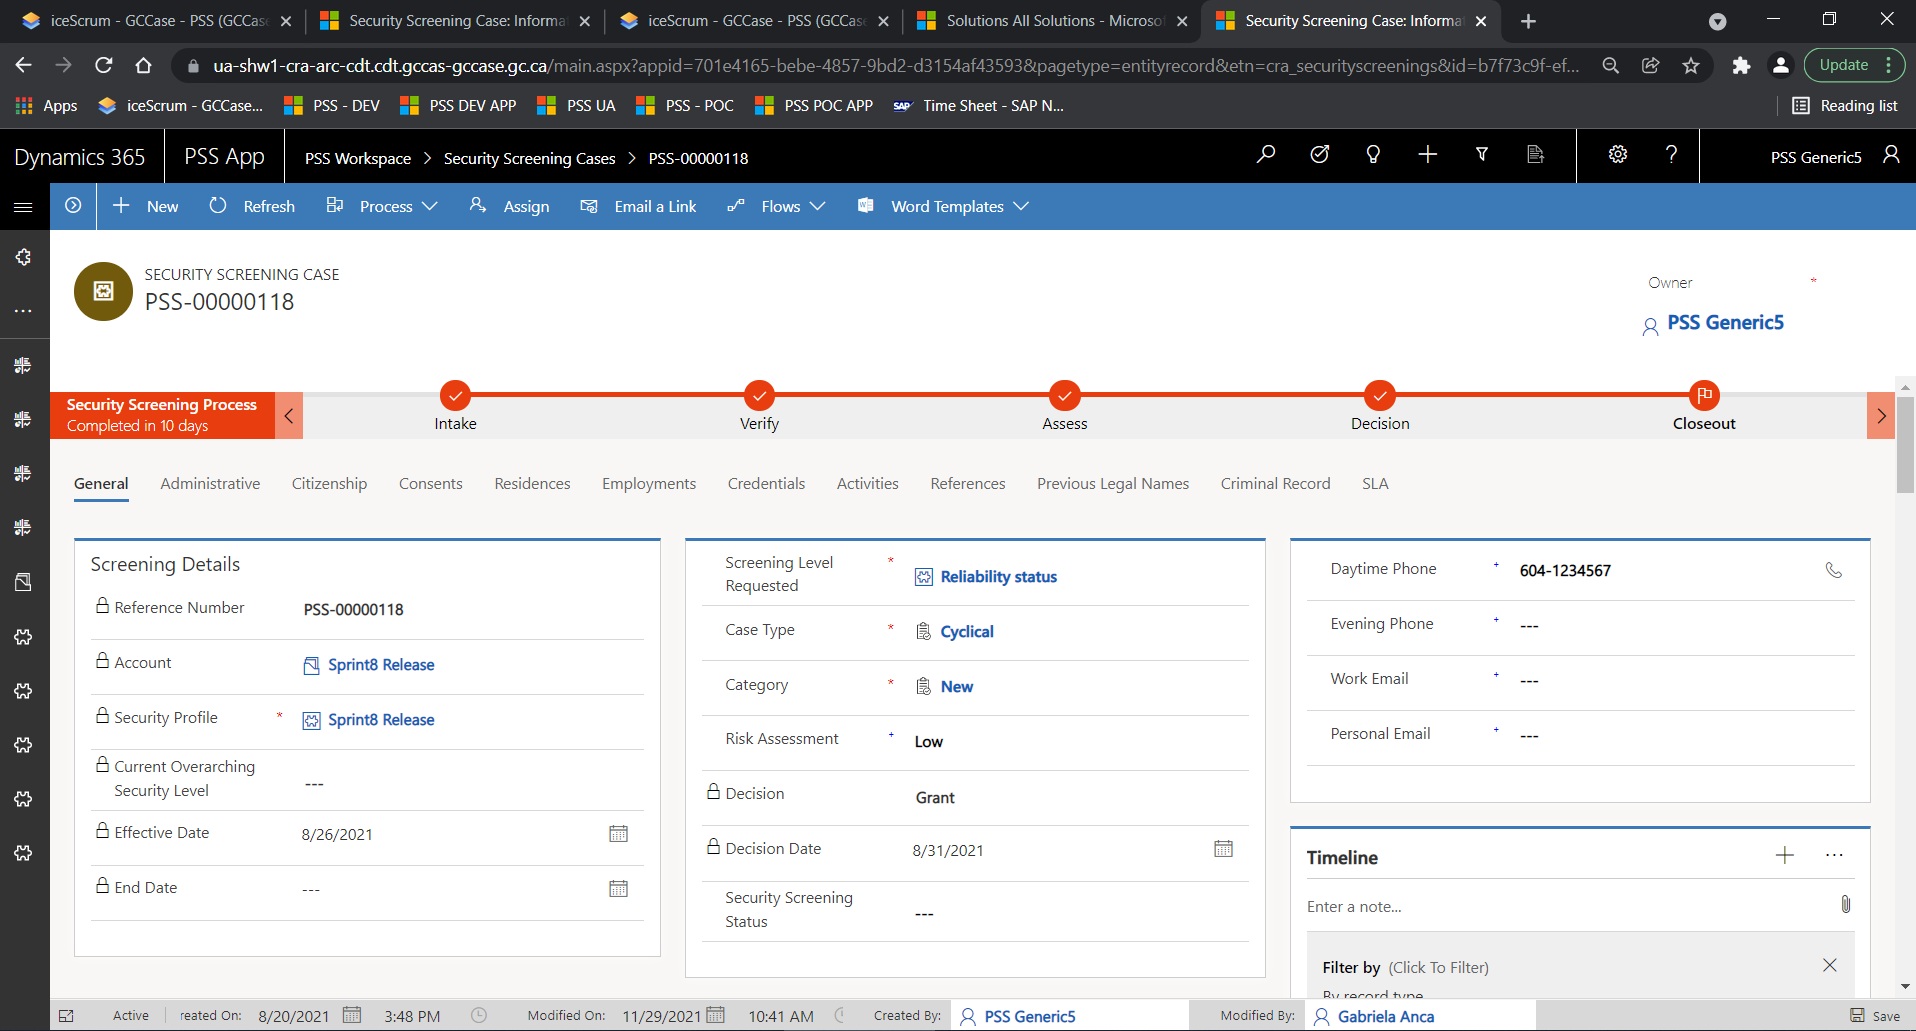 iceScrum - GCCase - PSS (GCCase
Security Screening Case: Informat
iceScrum - GCCase - PSS (GCCase
Solutions All Solutions - Microsof
Security Screening Case: Informat
ua-shw1-cra-arc-cdt.cdt.gccas-gccase.gc.ca/main.aspx?appid=701e4165-bebe-4857-9bd2-d3154af43593&pagetype=entityrecord&etn=cra_securityscreenings&id=b7f73c9f-ef...
Update
Apps
iceScrum - GCCase...
PSS - DEV
PSS DEV APP
PSS UA
PSS - POC
PSS POC APP
SAP
Time Sheet - SAP N...
Reading list
Dynamics 365
PSS App
PSS Workspace > Security Screening Cases > PSS-00000118
PSS Generic5
New
Refresh
Process
Assign
Email a Link
Flows
Word Templates
SECURITY SCREENING CASE
PSS-00000118
Owner *
PSS Generic5
Security Screening Process
Completed in 10 days
Intake
Verify
Assess
Decision
Closeout
General
Administrative
Citizenship
Consents
Residences
Employments
Credentials
Activities
References
Previous Legal Names
Criminal Record
SLA
Screening Details
Reference Number PSS-00000118
Account Sprint8 Release
Security Profile * Sprint8 Release
Current Overarching
Security Level ---
Effective Date 8/26/2021
End Date ---
Screening Level
Requested * Reliability status
Case Type * Cyclical
Category * New
Risk Assessment + Low
Decision Grant
Decision Date 8/31/2021
Security Screening
Status ---
Daytime Phone + 604-1234567
Evening Phone + ---
Work Email + ---
Personal Email + ---
Timeline
Enter a note...
Filter by (Click To Filter)
By record type
Active
reated On: 8/20/2021 3:48 PM
Modified On: 11/29/2021 10:41 AM
Created By: PSS Generic5
Modified By: Gabriela Anca
Save